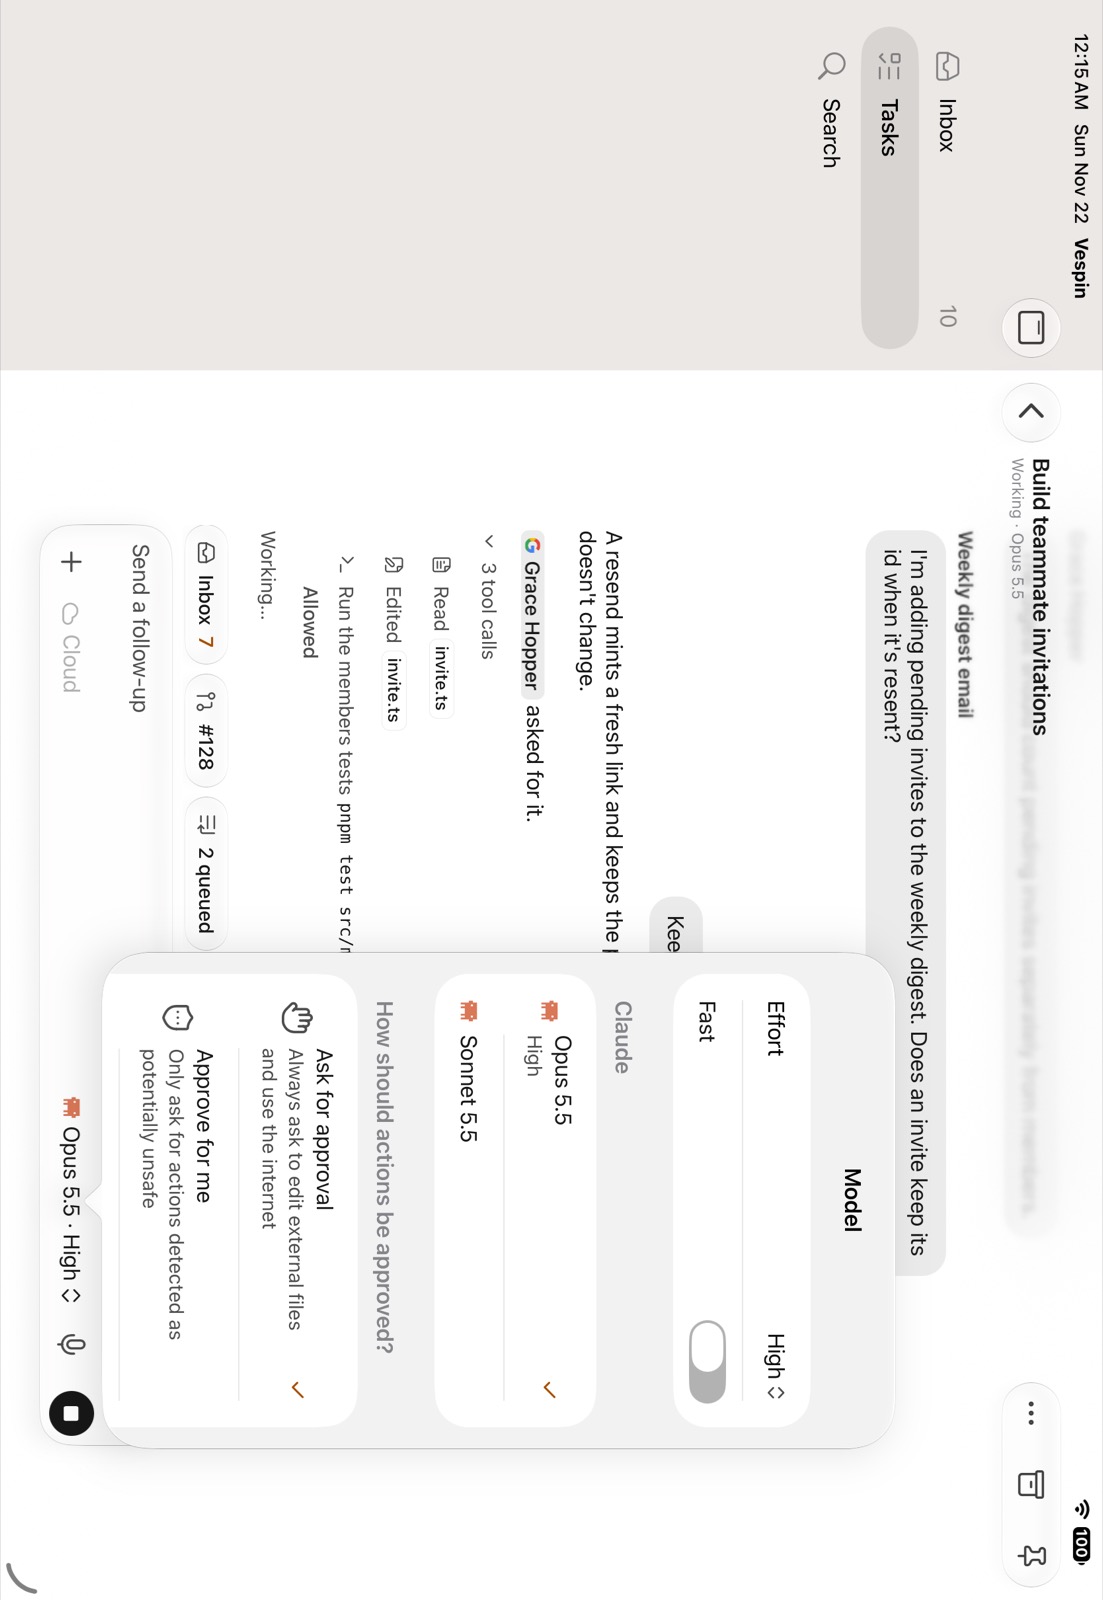 12:15 AM Sun Nov 22 Vespin
100
Inbox 10
Tasks
Search
Grace Hopper
Build teammate invitations
Working · Opus 5.5
Weekly digest email
I'm adding pending invites to the weekly digest. Does an invite keep its
id when it's resent?
Kee
A resend mints a fresh link and keeps the
doesn't change.
Grace Hopper asked for it.
3 tool calls
Read invite.ts
Edited invite.ts
Run the members tests pnpm test src/
Allowed
Working...
Inbox 7
#128
2 queued
Send a follow-up
Cloud
Opus 5.5 · High
Model
Effort High
Fast
Claude
Opus 5.5
High
Sonnet 5.5
How should actions be approved?
Ask for approval
Always ask to edit external files
and use the internet
Approve for me
Only ask for actions detected as
potentially unsafe